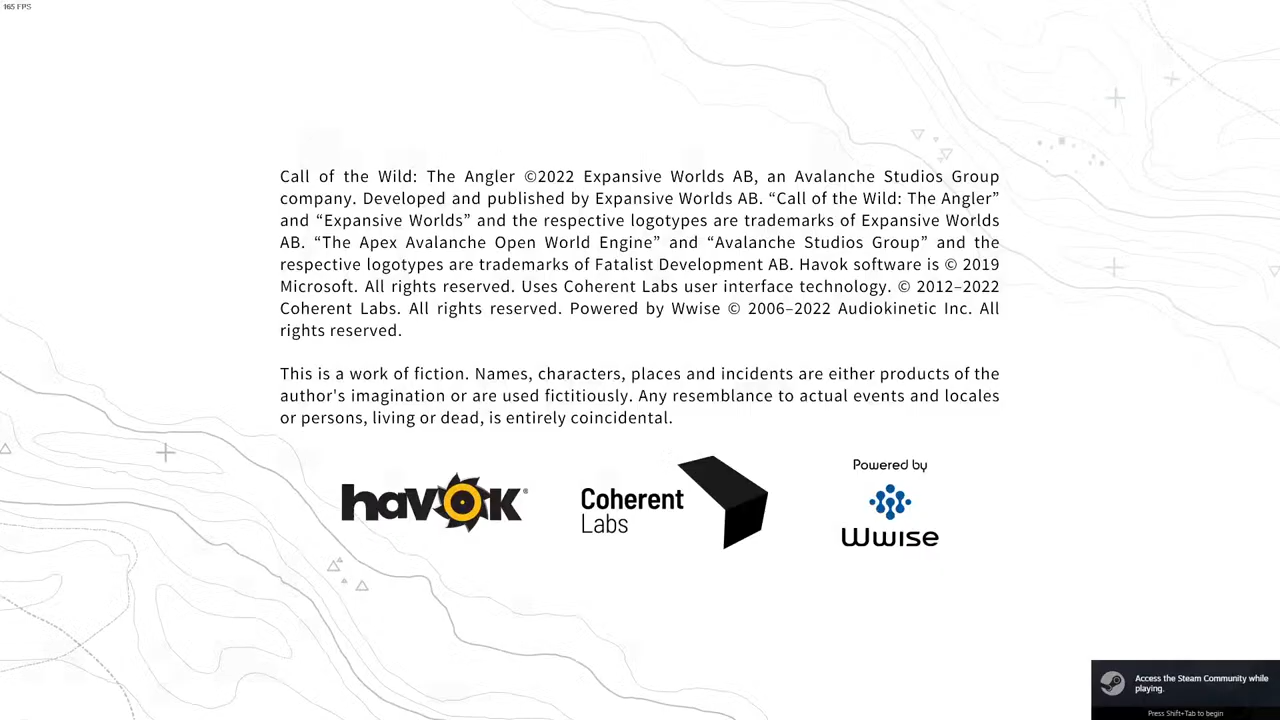 165 FPS
Call of the Wild: The Angler ©2022 Expansive Worlds AB, an Avalanche Studios Group
company. Developed and published by Expansive Worlds AB. “Call of the Wild: The Angler”
and “Expansive Worlds” and the respective logotypes are trademarks of Expansive Worlds
AB. “The Apex Avalanche Open World Engine” and “Avalanche Studios Group” and the
respective logotypes are trademarks of Fatalist Development AB. Havok software is © 2019
Microsoft. All rights reserved. Uses Coherent Labs user interface technology. © 2012–2022
Coherent Labs. All rights reserved. Powered by Wwise © 2006–2022 Audiokinetic Inc. All
rights reserved.
This is a work of fiction. Names, characters, places and incidents are either products of the
author's imagination or are used fictitiously. Any resemblance to actual events and locales
or persons, living or dead, is entirely coincidental.
havok®
Coherent
Labs
Powered by
Wwise
Access the Steam Community while
playing.
Press Shift+Tab to begin